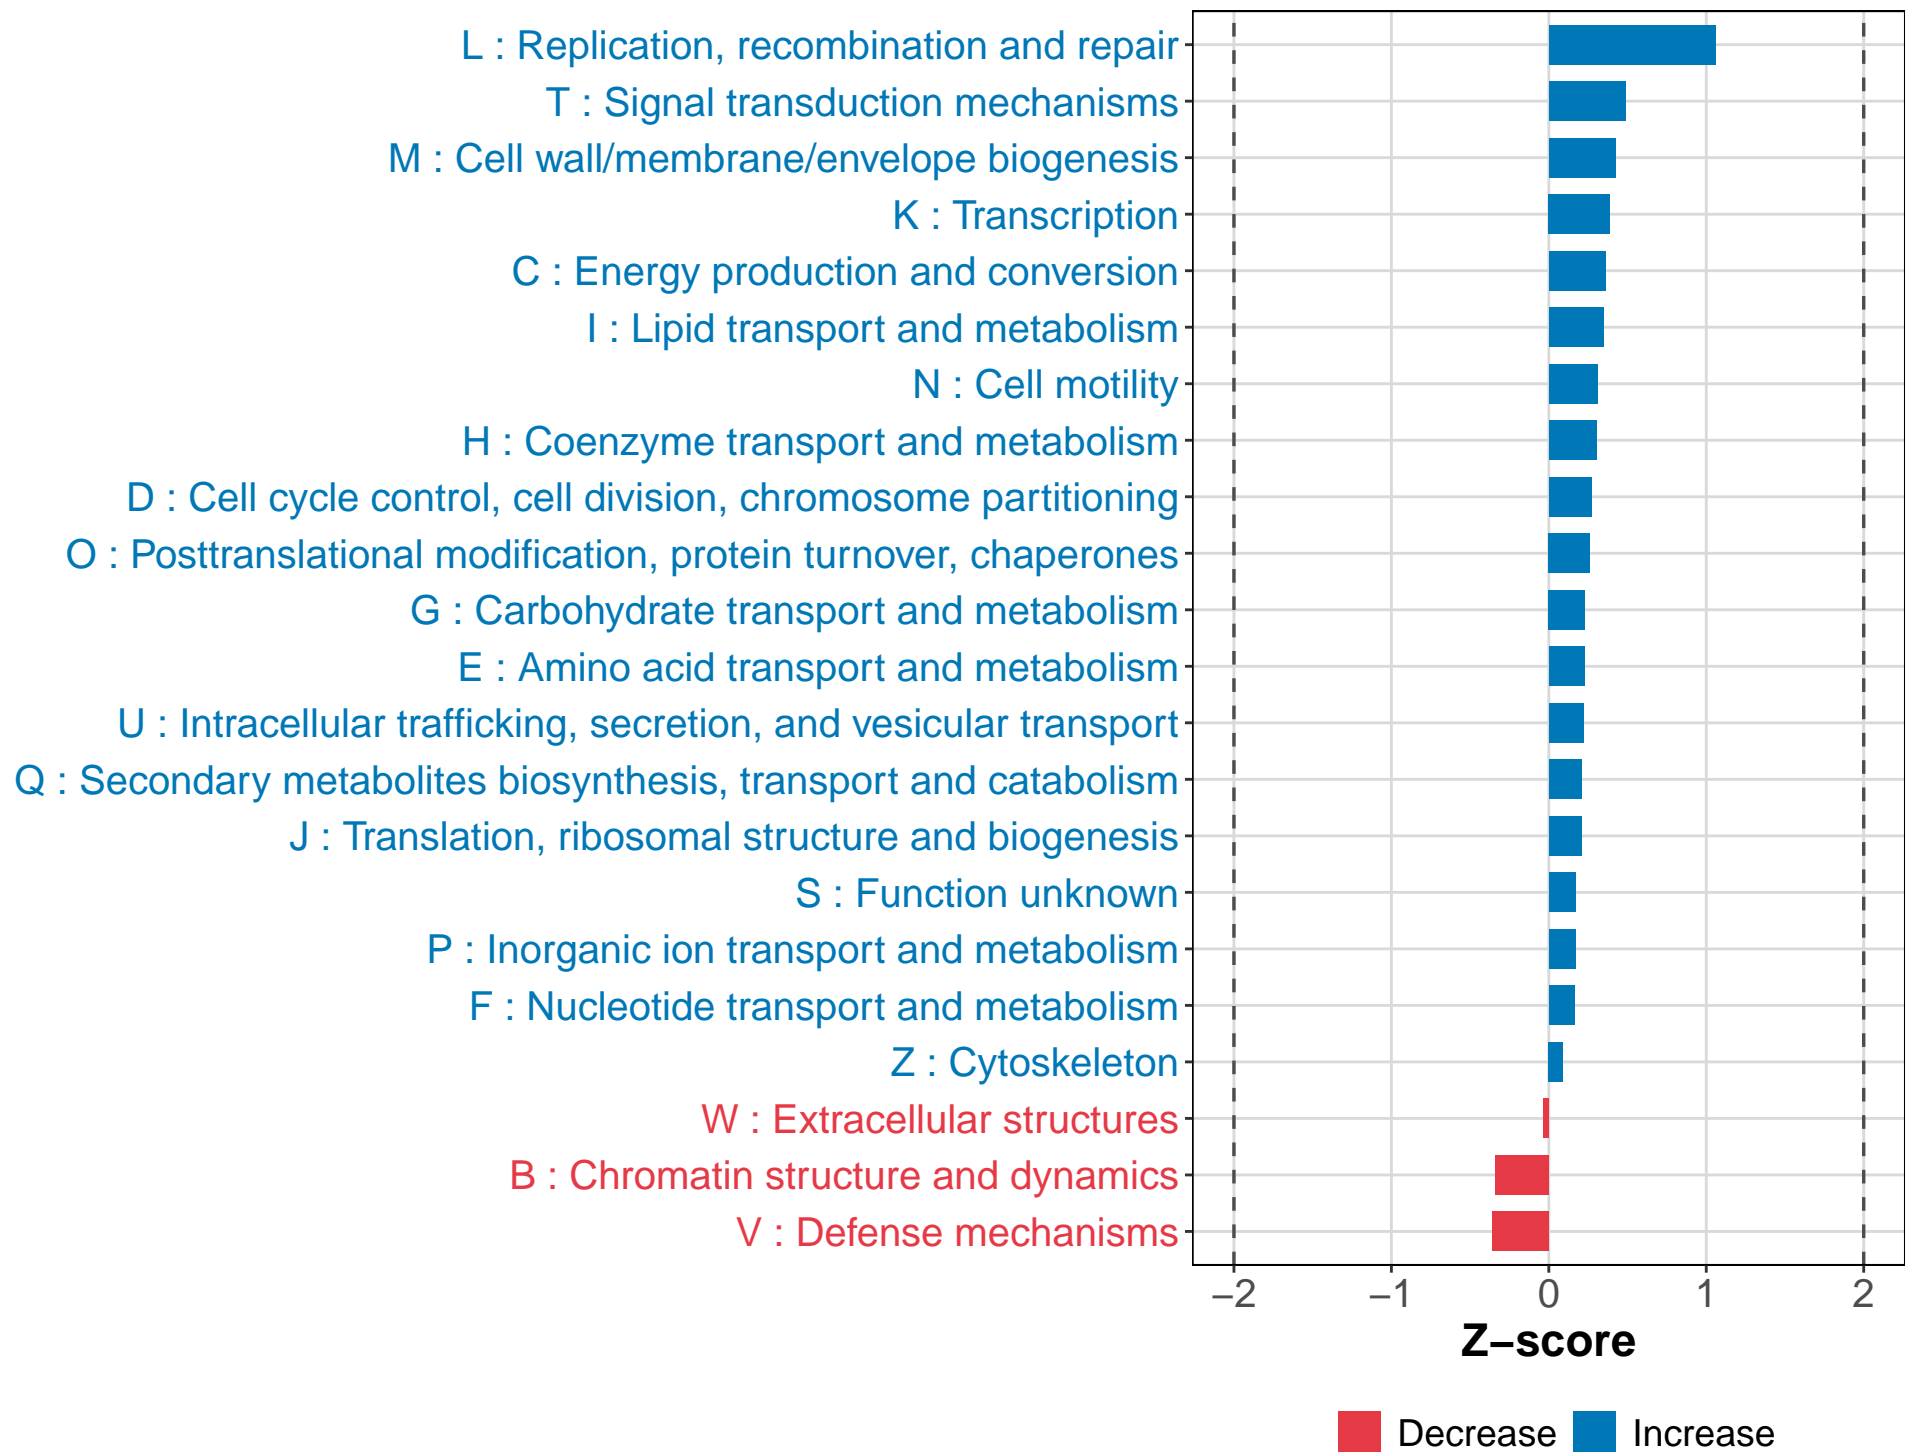 L : Replication, recombination and repair
T : Signal transduction mechanisms
M : Cell wall/membrane/envelope biogenesis
K : Transcription
C : Energy production and conversion
I : Lipid transport and metabolism
N : Cell motility
H : Coenzyme transport and metabolism
D : Cell cycle control, cell division, chromosome partitioning
O : Posttranslational modification, protein turnover, chaperones
G : Carbohydrate transport and metabolism
E : Amino acid transport and metabolism
U : Intracellular trafficking, secretion, and vesicular transport
Q : Secondary metabolites biosynthesis, transport and catabolism
J : Translation, ribosomal structure and biogenesis
S : Function unknown
P : Inorganic ion transport and metabolism
F : Nucleotide transport and metabolism
Z : Cytoskeleton
W : Extracellular structures
B : Chromatin structure and dynamics
V : Defense mechanisms
−2 −1 0 1 2
Z−score
Decrease Increase